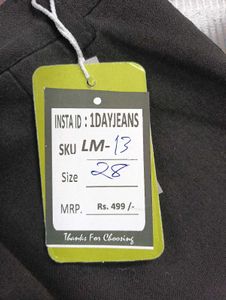 INSTA ID : 1DAYJEANS
SKU LM-13
Size 28
MRP. Rs. 499 /-
Thanks For Choosing